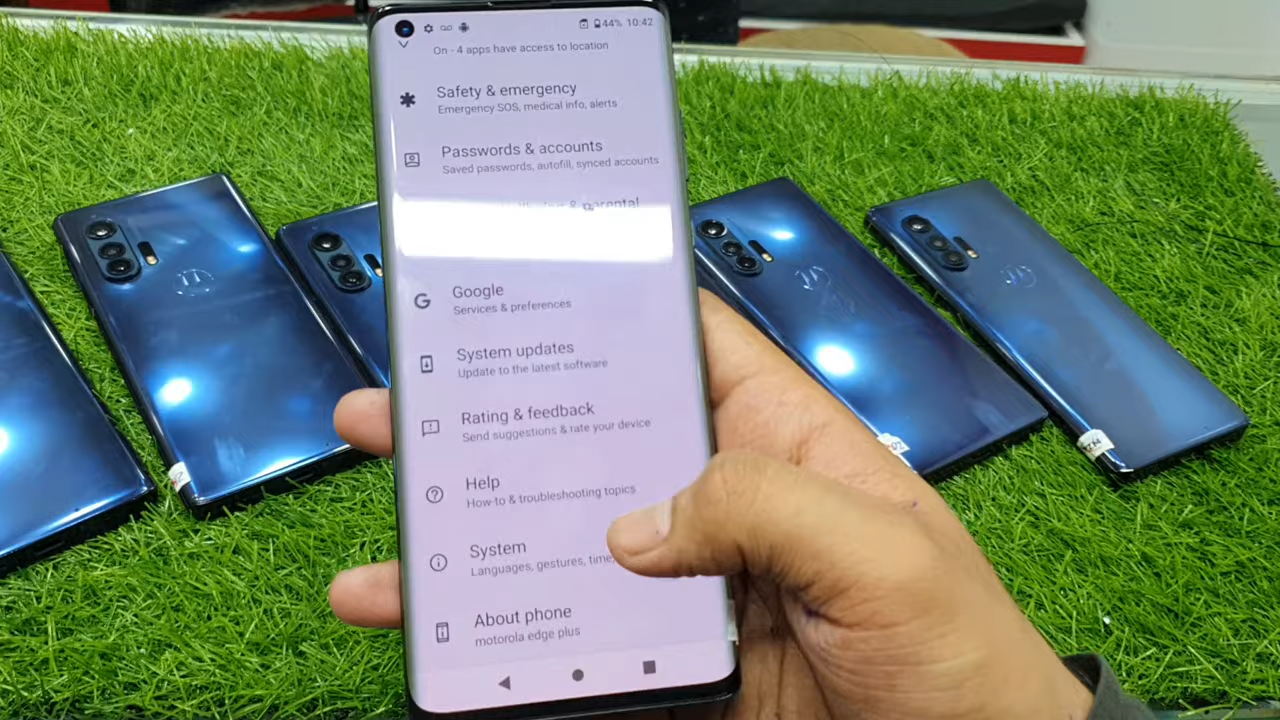 44% 10:42
On - 4 apps have access to location
Safety & emergency
Emergency SOS, medical info, alerts
Passwords & accounts
Saved passwords, autofill, synced accounts
& parental
Google
Services & preferences
System updates
Update to the latest software
Rating & feedback
Send suggestions & rate your device
Help
How-to & troubleshooting topics
System
Languages, gestures, time,
About phone
motorola edge plus